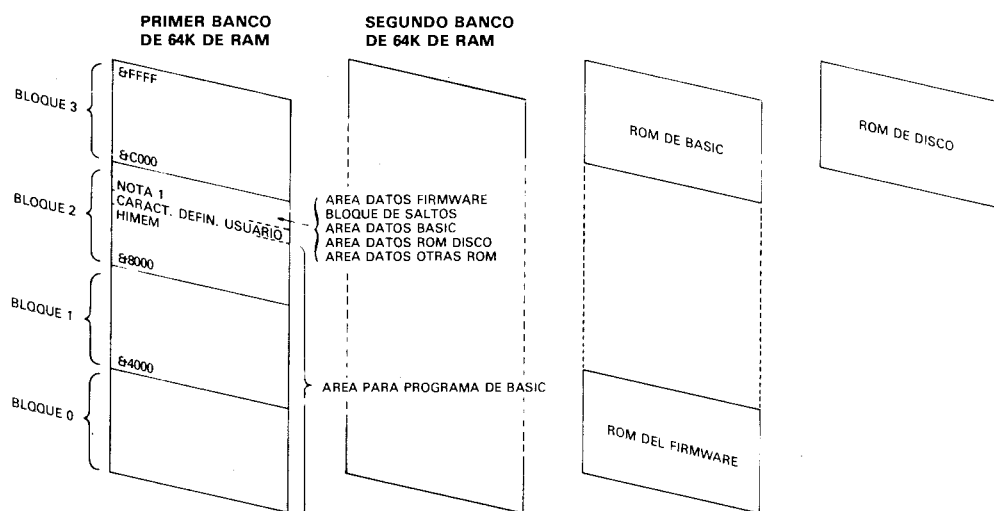 PRIMER BANCO
DE 64K DE RAM
SEGUNDO BANCO
DE 64K DE RAM
BLOQUE 3
&FFFF
&C000
ROM DE BASIC
ROM DE DISCO
BLOQUE 2
NOTA 1
CARACT. DEFIN. USUARIO
HIMEM
&8000
AREA DATOS FIRMWARE
BLOQUE DE SALTOS
AREA DATOS BASIC
AREA DATOS ROM DISCO
AREA DATOS OTRAS ROM
BLOQUE 1
&4000
AREA PARA PROGRAMA DE BASIC
BLOQUE 0
ROM DEL FIRMWARE